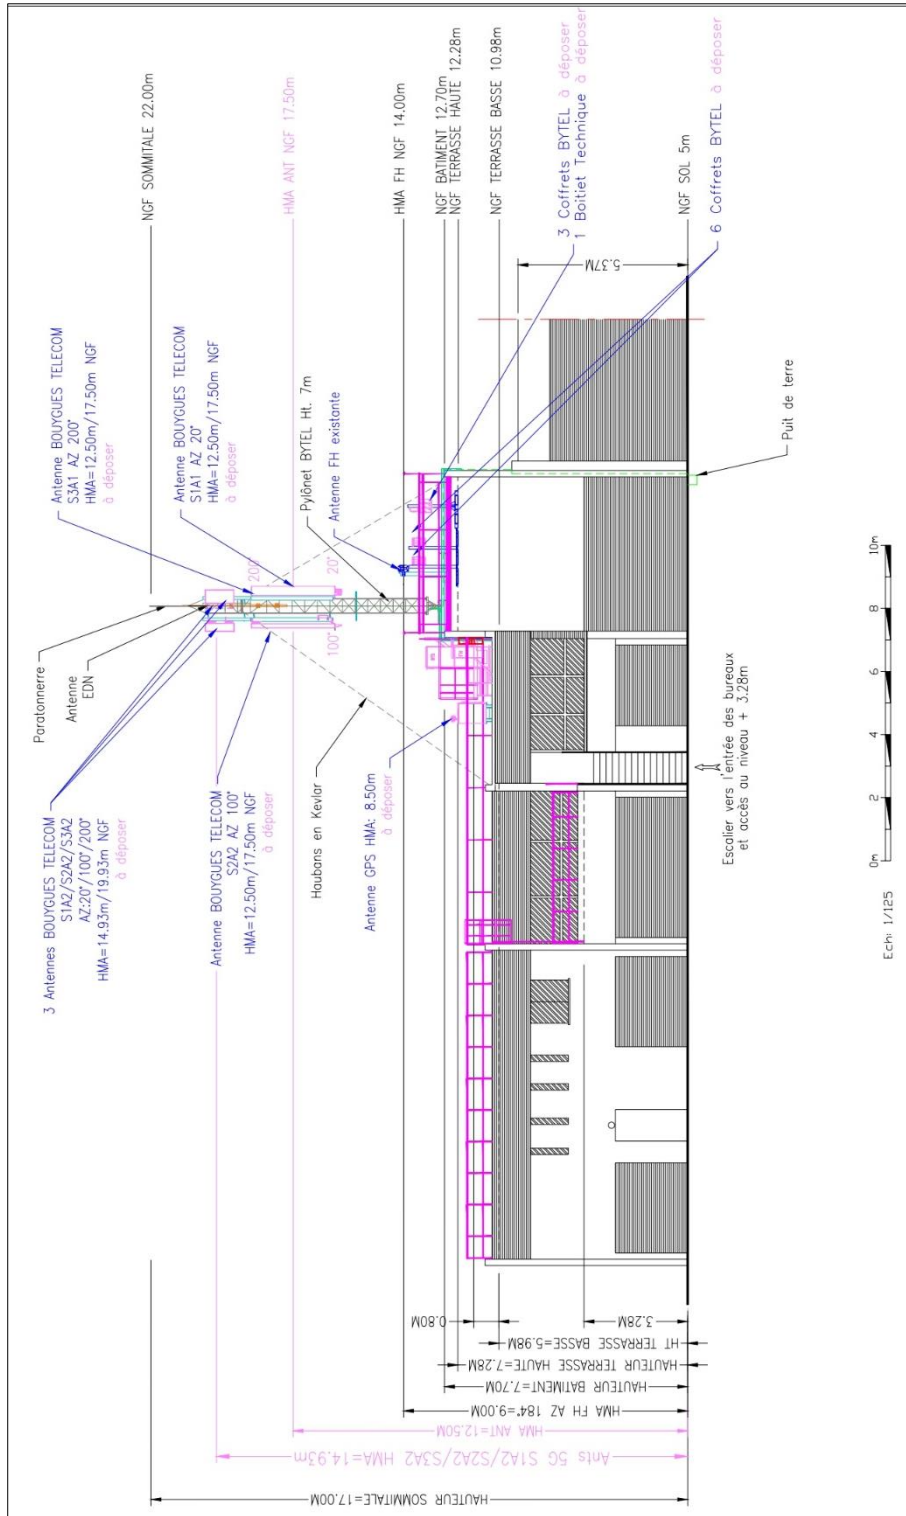 NGF SOMMITALE 22.00m
HMA ANT NGF 17.50m
HMA FH NGF 14.00m
NGF BATIMENT 12.70m
NGF TERRASSE HAUTE 12.28m
NGF TERRASSE BASSE 10.98m
NGF SOL 5m
3 Coffrets BYTEL à déposer
1 Boitiet Technique à déposer
6 Coffrets BYTEL à déposer
5.37M
Puit de terre
Antenne BOUYGUES TELECOM
S3A1 AZ 200°
HMA=12.50m/17.50m NGF
à déposer
Antenne BOUYGUES TELECOM
S1A1 AZ 20°
HMA=12.50m/17.50m NGF
à déposer
Pylônet BYTEL Ht. 7m
Antenne FH existante
200°
20°
100°
Paratonnerre
Antenne
EDN
3 Antennes BOUYGUES TELECOM
S1A2/S2A2/S3A2
AZ:20°/100°/200°
HMA=14.93m/19.93m NGF
à déposer
Antenne BOUYGUES TELECOM
S2A2 AZ 100°
HMA=12.50m/17.50m NGF
à déposer
Haubans en Kevlar
Antenne GPS HMA: 8.50m
à déposer
Escalier vers l'entrée des bureaux
et accès au niveau + 3.28m
Ech: 1/125
0m 2 4 6 8 10m
HAUTEUR SOMMITALE=17.00M
Ants 5G S1A2/S2A2/S3A2 HMA=14.93m
HMA ANT=12.50M
HMA FH AZ 184°=9.00M
HAUTEUR BATIMENT=7.70M
HAUTEUR TERRASSE HAUTE=7.28M
HT TERRASSE BASSE=5.98M
0.80M
3.28M